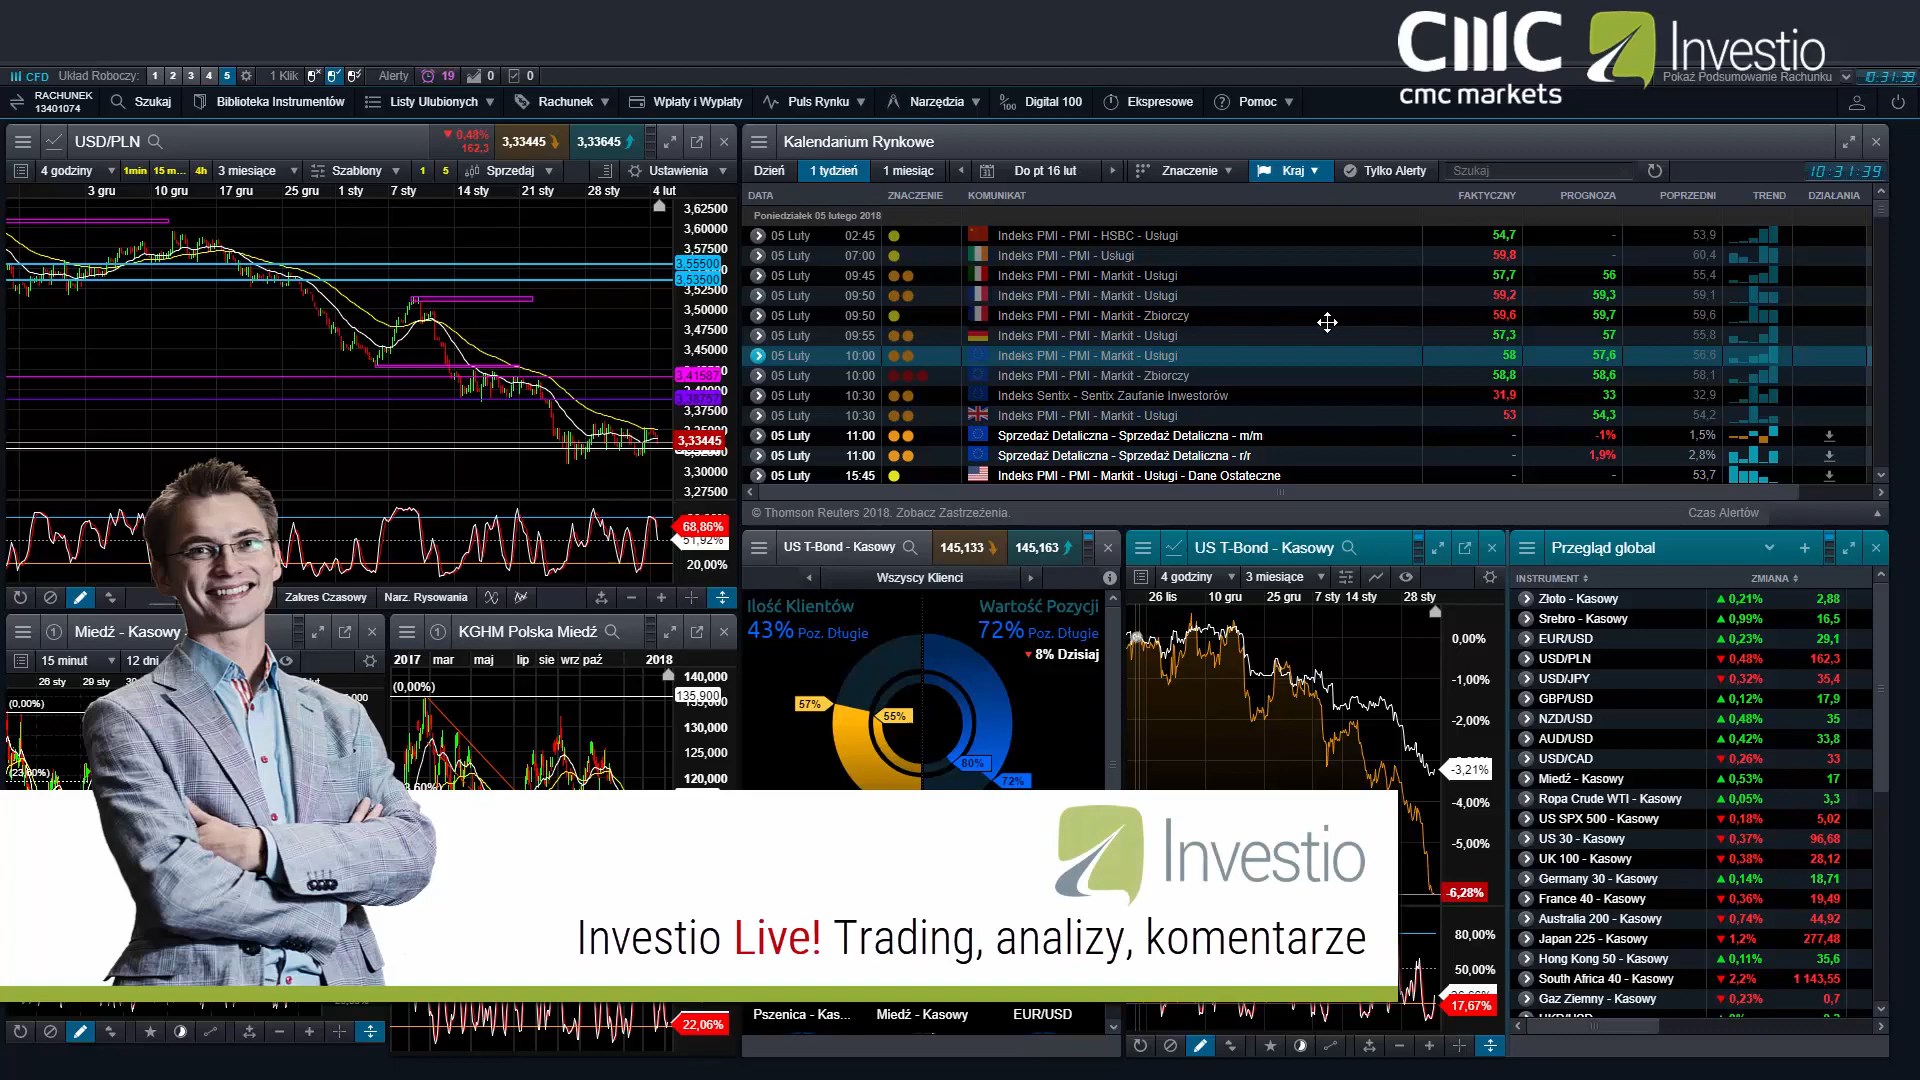 CMC
cmc markets
Investio
CFD Układ Roboczy: 1 2 3 4 5 1 Klik Alerty 19 0 0
Pokaż Podsumowanie Rachunku 10:31:39
RACHUNEK
13401074
Szukaj Biblioteka Instrumentów Listy Ulubionych Rachunek Wpłaty i Wypłaty Puls Rynku Narzędzia Digital 100 Ekspresowe Pomoc
USD/PLN 0,48% 162,3 3,33445 3,33645
4 godziny 1min 15 m... 4h 3 miesiące Szablony 1 5 Sprzedaj Ustawienia
3 gru 10 gru 17 gru 25 gru 1 sty 7 sty 14 sty 21 sty 28 sty 4 lut
3,62500
3,60000
3,57500
3,55500
3,53500
3,52500
3,50000
3,47500
3,45000
3,41587
3,38757
3,37500
3,33445
3,30000
3,27500
68,86%
51,92%
20,00%
Zakres Czasowy Narz. Rysowania
Kalendarium Rynkowe
Dzień 1 tydzień 1 miesiąc Do pt 16 lut Znaczenie Kraj Tylko Alerty Szukaj 10:31:39
DATA ZNACZENIE KOMUNIKAT FAKTYCZNY PROGNOZA POPRZEDNI TREND DZIAŁANIA
Poniedziałek 05 lutego 2018
05 Luty 02:45 Indeks PMI - PMI - HSBC - Usługi 54,7 - 53,9
05 Luty 07:00 Indeks PMI - PMI - Usługi 59,8 - 60,4
05 Luty 09:45 Indeks PMI - PMI - Markit - Usługi 57,7 56 55,4
05 Luty 09:50 Indeks PMI - PMI - Markit - Usługi 59,2 59,3 59,1
05 Luty 09:50 Indeks PMI - PMI - Markit - Zbiorczy 59,6 59,7 59,6
05 Luty 09:55 Indeks PMI - PMI - Markit - Usługi 57,3 57 55,8
05 Luty 10:00 Indeks PMI - PMI - Markit - Usługi 58 57,6 56,6
05 Luty 10:00 Indeks PMI - PMI - Markit - Zbiorczy 58,8 58,6 58,1
05 Luty 10:30 Indeks Sentix - Sentix Zaufanie Inwestorów 31,9 33 32,9
05 Luty 10:30 Indeks PMI - PMI - Markit - Usługi 53 54,3 54,2
05 Luty 11:00 Sprzedaż Detaliczna - Sprzedaż Detaliczna - m/m - -1% 1,5%
05 Luty 11:00 Sprzedaż Detaliczna - Sprzedaż Detaliczna - r/r - 1,9% 2,8%
05 Luty 15:45 Indeks PMI - PMI - Markit - Usługi - Dane Ostateczne - - 53,7
© Thomson Reuters 2018. Zobacz Zastrzeżenia. Czas Alertów
Miedź - Kasowy
15 minut 12 dni
26 sty 29 sty
(0,00%)
(23,60%)
KGHM Polska Miedź
2017 mar maj lip sie wrz paź 2018
(0,00%)
140,000
135,900
135,000
130,000
125,000
120,000
22,06%
US T-Bond - Kasowy 145,133 145,163
Wszyscy Klienci
Ilość Klientów Wartość Pozycji
43% Poz. Długie 72% Poz. Długie
8% Dzisiaj
57%
55%
80%
72%
Pszenica - Kas... Miedź - Kasowy EUR/USD
US T-Bond - Kasowy
4 godziny 3 miesiące
26 lis 10 gru 25 gru 7 sty 14 sty 28 sty
0,00%
-1,00%
-2,00%
-3,21%
-4,00%
-5,00%
-6,28%
80,00%
50,00%
17,67%
Przegląd global
INSTRUMENT ZMIANA
Złoto - Kasowy 0,21% 2,88
Srebro - Kasowy 0,99% 16,5
EUR/USD 0,23% 29,1
USD/PLN 0,48% 162,3
USD/JPY 0,32% 35,4
GBP/USD 0,12% 17,9
NZD/USD 0,48% 35
AUD/USD 0,42% 33,8
USD/CAD 0,26% 33
Miedź - Kasowy 0,53% 17
Ropa Crude WTI - Kasowy 0,05% 3,3
US SPX 500 - Kasowy 0,18% 5,02
US 30 - Kasowy 0,37% 96,68
UK 100 - Kasowy 0,38% 28,12
Germany 30 - Kasowy 0,14% 18,71
France 40 - Kasowy 0,36% 19,49
Australia 200 - Kasowy 0,74% 44,92
Japan 225 - Kasowy 1,2% 277,48
Hong Kong 50 - Kasowy 0,11% 35,6
South Africa 40 - Kasowy 2,2% 1 143,55
Gaz Ziemny - Kasowy 0,23% 0,7
Investio
Investio Live! Trading, analizy, komentarze